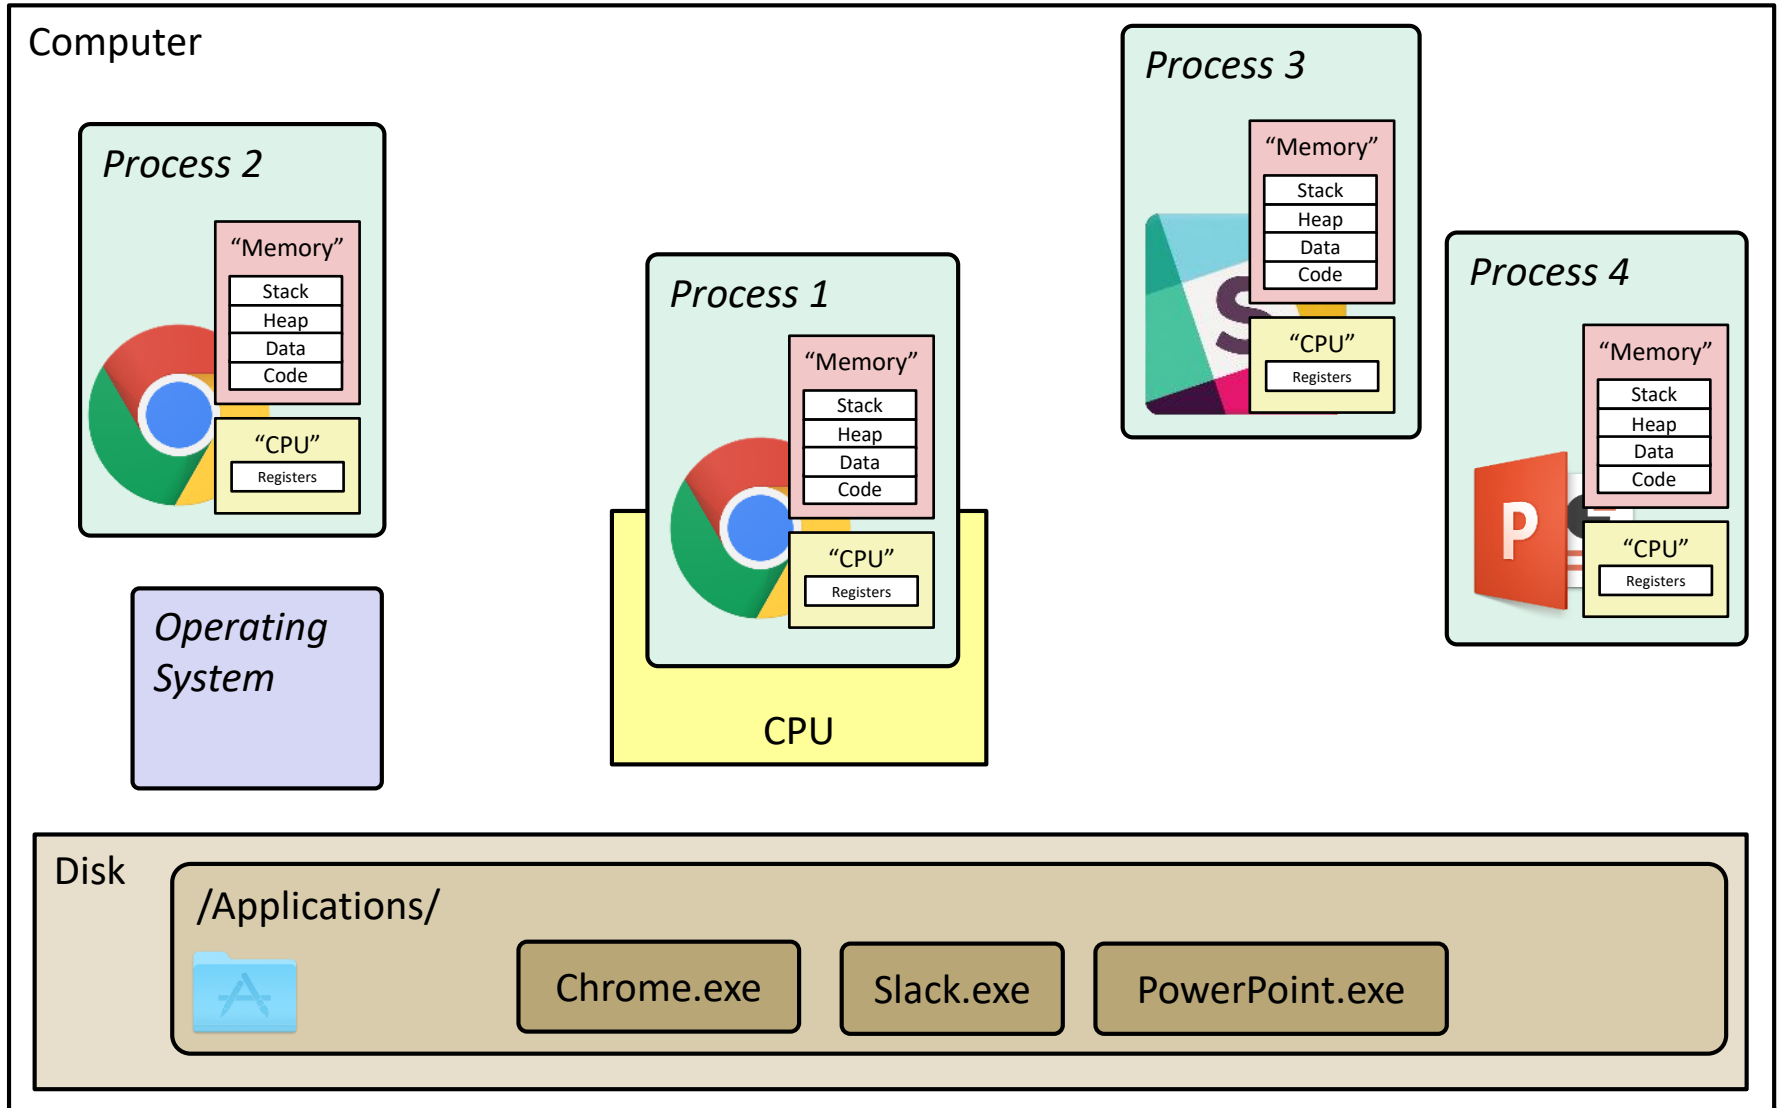 Computer
Process 2
“Memory”
Stack
Heap
Data
Code
“CPU”
Registers
Process 1
“Memory”
Stack
Heap
Data
Code
“CPU”
Registers
Process 3
“Memory”
Stack
Heap
Data
Code
“CPU”
Registers
S
Process 4
“Memory”
Stack
Heap
Data
Code
“CPU”
Registers
P
Operating
System
CPU
Disk
/Applications/
Chrome.exe
Slack.exe
PowerPoint.exe